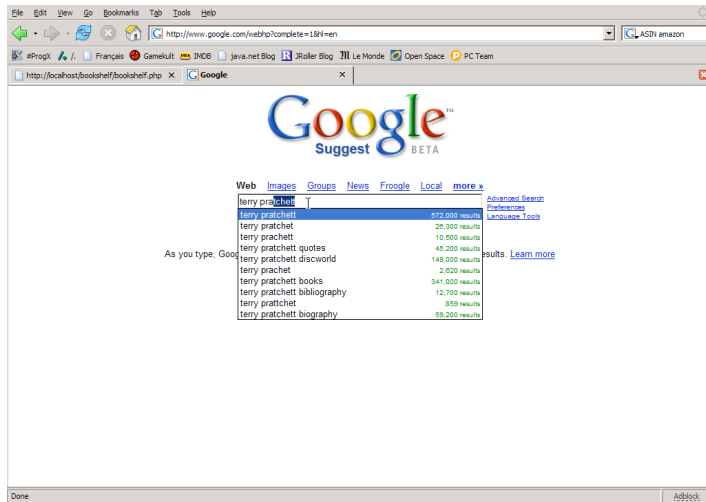 File Edit View Go Bookmarks Tab Tools Help
http://www.google.com/webhp?complete=1&hl=en
ASIN amazon
#ProgX /. Français Gamekult IMDB java.net Blog JRoller Blog Le Monde Open Space PC Team
http://localhost/bookshelf/bookshelf.php Google
Google™
Suggest BETA
Web Images Groups News Froogle Local more »
terry pratchett
Advanced Search
Preferences
Language Tools
terry pratchett 572,000 results
terry pratchet 26,300 results
terry prachett 10,500 results
terry pratchett quotes 45,200 results
terry pratchett discworld 149,000 results
terry prachet 2,620 results
terry pratchett books 341,000 results
terry pratchett bibliography 12,700 results
terry prattchet 859 results
terry pratchett biography 59,200 results
As you type, Goog esults. Learn more
Done Adblock